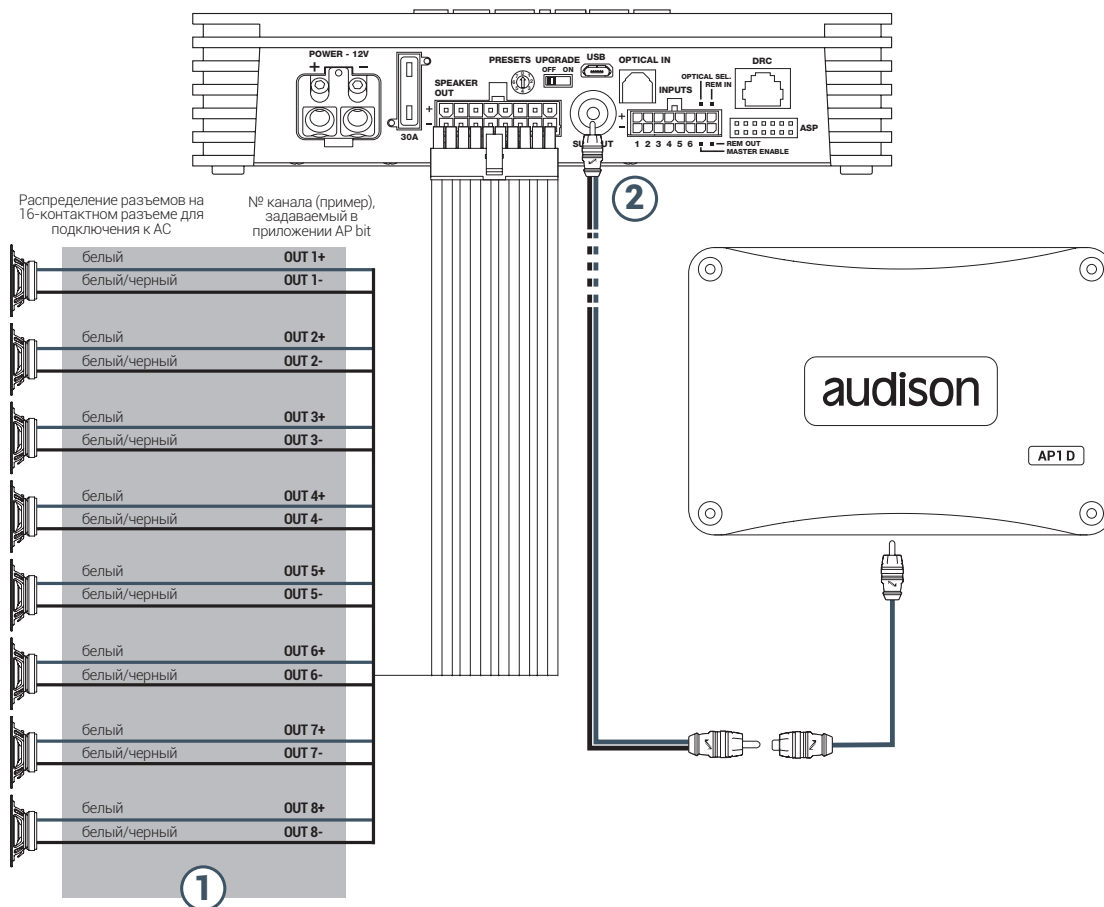 POWER - 12V
+ -
30A
SPEAKER
OUT
+
-
PRESETS
UPGRADE
OFF ON
USB
OPTICAL IN
OPTICAL SEL.
REM IN
DRC
INPUTS
+
-
1 2 3 4 5 6
REM OUT
MASTER ENABLE
ASP
2
Распределение разъемов на
16-контактном разъеме для
подключения к АС
№ канала (пример),
задаваемый в
приложении AP bit
белый OUT 1+
белый/черный OUT 1-
белый OUT 2+
белый/черный OUT 2-
белый OUT 3+
белый/черный OUT 3-
белый OUT 4+
белый/черный OUT 4-
белый OUT 5+
белый/черный OUT 5-
белый OUT 6+
белый/черный OUT 6-
белый OUT 7+
белый/черный OUT 7-
белый OUT 8+
белый/черный OUT 8-
1
audison
AP1 D